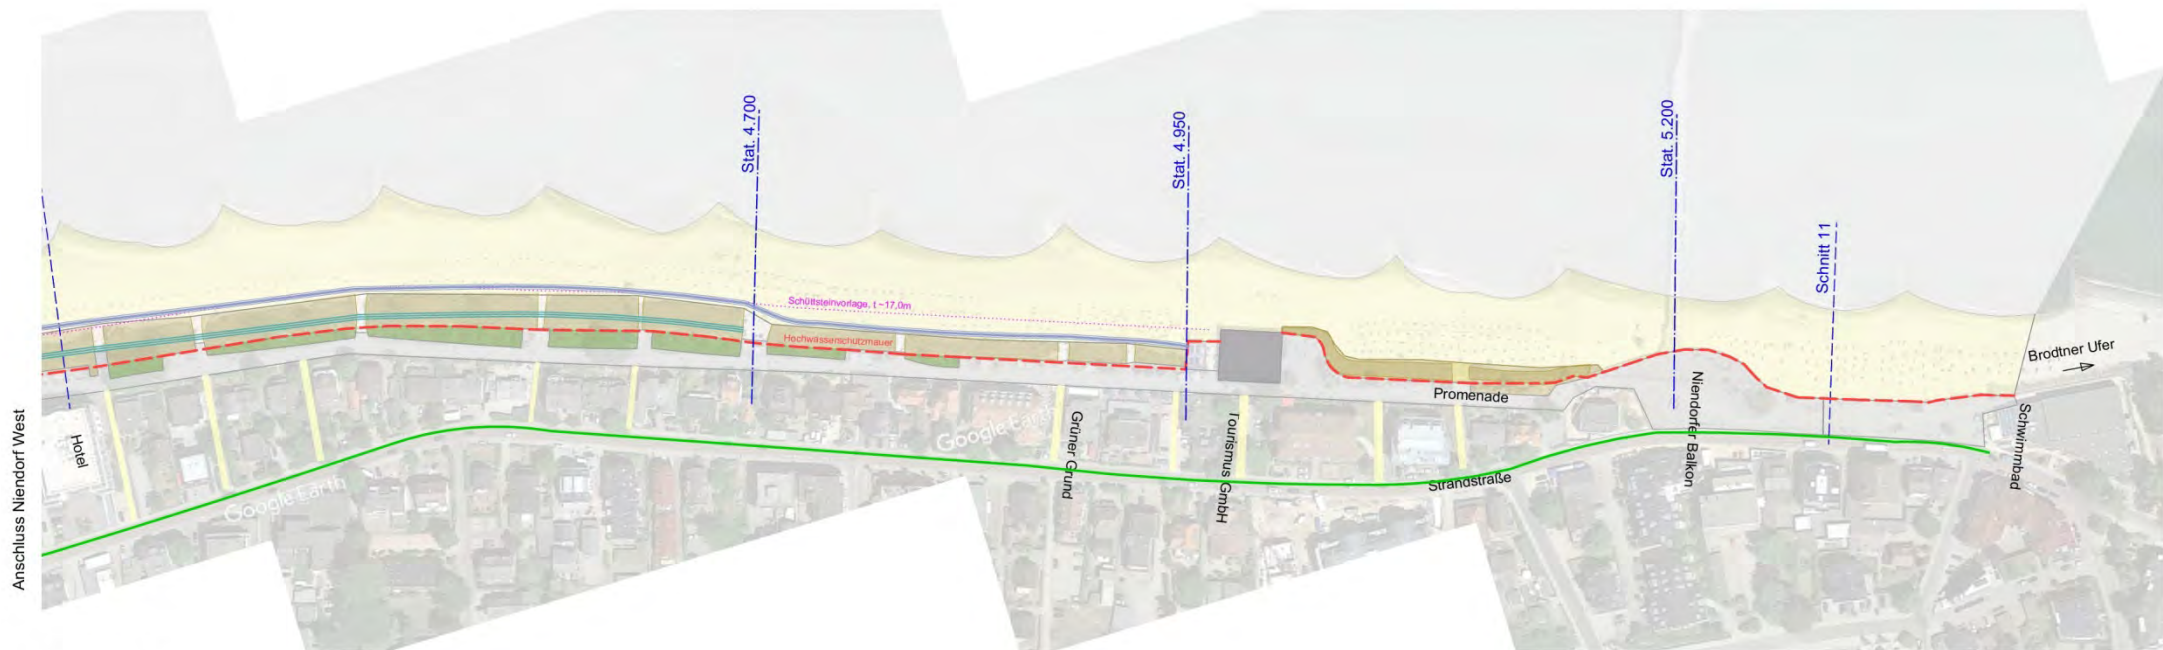 Stat. 4.700
Stat. 4.950
Stat. 5.200
Schnitt 11
Schüttsteinvorlage, t ~17,0m
Hochwasserschutzmauer
Brodtner Ufer
Promenade
Anschluss Niendorf West
Hotel
Google Earth
Google Earth
Grüner Grund
Tourismus GmbH
Strandstraße
Niendorfer Balkon
Schwimmbad